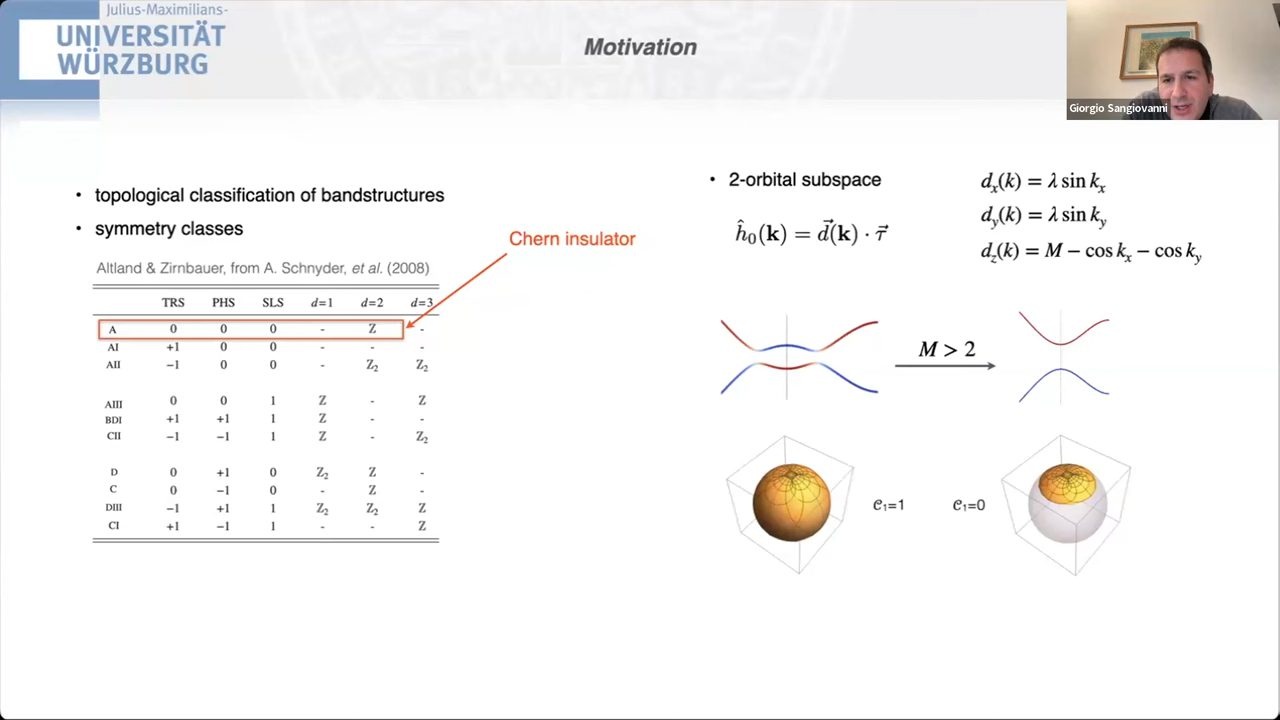 Julius-Maximilians-
UNIVERSITÄT
WÜRZBURG
Motivation
Giorgio Sangiovanni
• topological classification of bandstructures
• symmetry classes
Chern insulator
Altland & Zirnbauer, from A. Schnyder, et al. (2008)
TRS PHS SLS d=1 d=2 d=3
A 0 0 0 - Z -
AI +1 0 0 - - -
AII −1 0 0 - Z₂ Z₂
AIII 0 0 1 Z - Z
BDI +1 +1 1 Z - -
CII −1 −1 1 Z - Z₂
D 0 +1 0 Z₂ Z -
C 0 −1 0 - Z -
DIII −1 +1 1 Z₂ Z₂ Z
CI +1 −1 1 - - Z
• 2-orbital subspace
ĥ₀(k) = d⃗(k) · τ⃗
dₓ(k) = λ sin kₓ
d_y(k) = λ sin k_y
d_z(k) = M − cos kₓ − cos k_y
M > 2
𝒞₁=1
𝒞₁=0